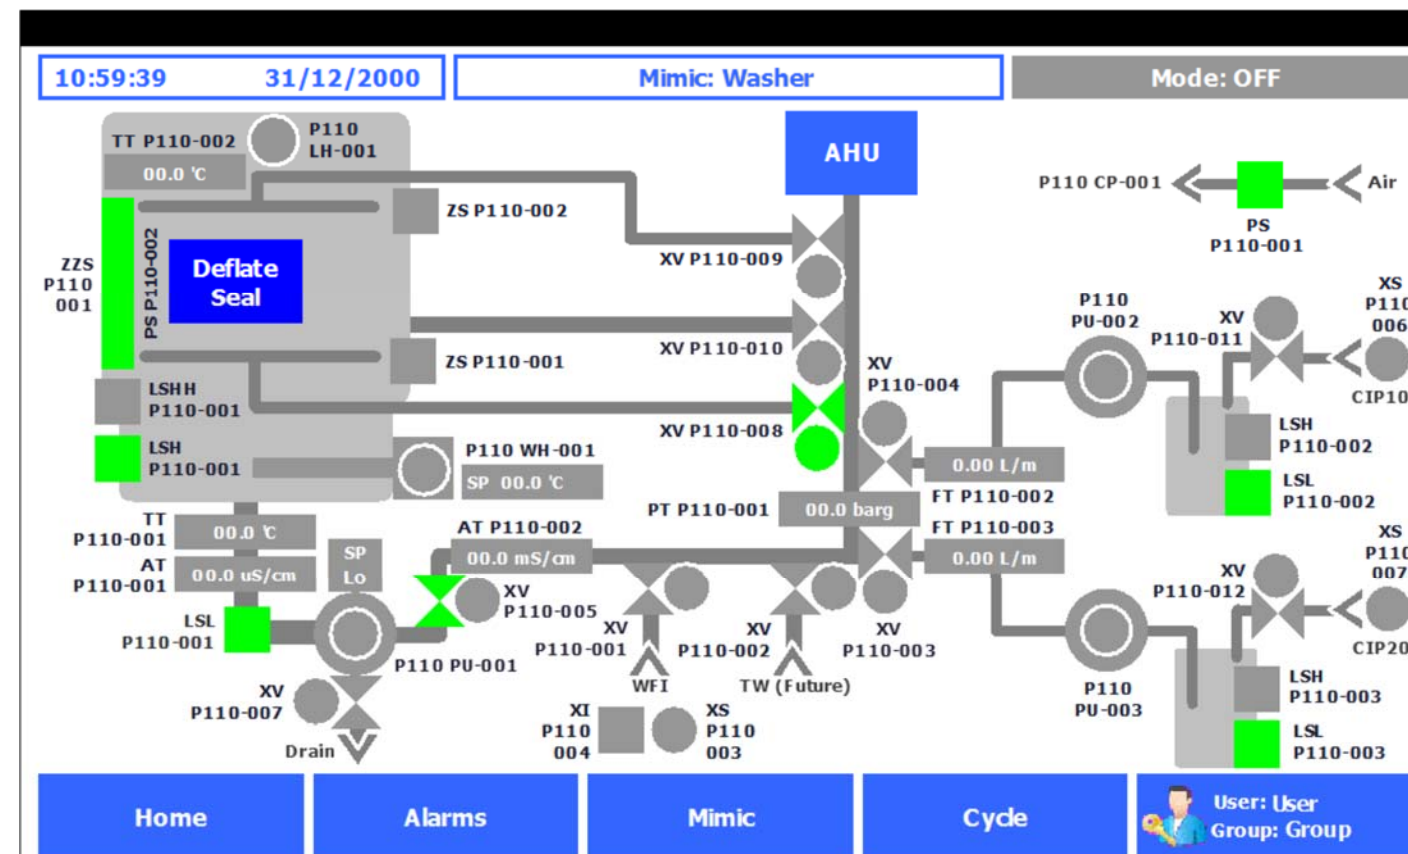 10:59:39 31/12/2000
Mimic: Washer
Mode: OFF
TT P110-002
00.0 'C
P110
LH-001
AHU
P110 CP-001
Air
PS
P110-001
ZS P110-002
ZZS
P110
001
PS P110-002
Deflate
Seal
XV P110-009
XV P110-010
ZS P110-001
XV P110-008
XV
P110-004
P110
PU-002
XV
P110-011
XS
P110
006
CIP10
LSHH
P110-001
LSH
P110-001
P110 WH-001
SP 00.0 'C
LSH
P110-002
LSL
P110-002
0.00 L/m
FT P110-002
PT P110-001
00.0 barg
FT P110-003
0.00 L/m
TT
P110-001
00.0 'C
AT
P110-001
00.0 uS/cm
SP
Lo
AT P110-002
00.0 mS/cm
XV
P110-005
LSL
P110-001
P110 PU-001
XV
P110-001
WFI
XV
P110-002
TW (Future)
XV
P110-003
XV
P110-012
XS
P110
007
CIP20
P110
PU-003
LSH
P110-003
LSL
P110-003
XV
P110-007
Drain
XI
P110
004
XS
P110
003
Home
Alarms
Mimic
Cycle
User: User
Group: Group